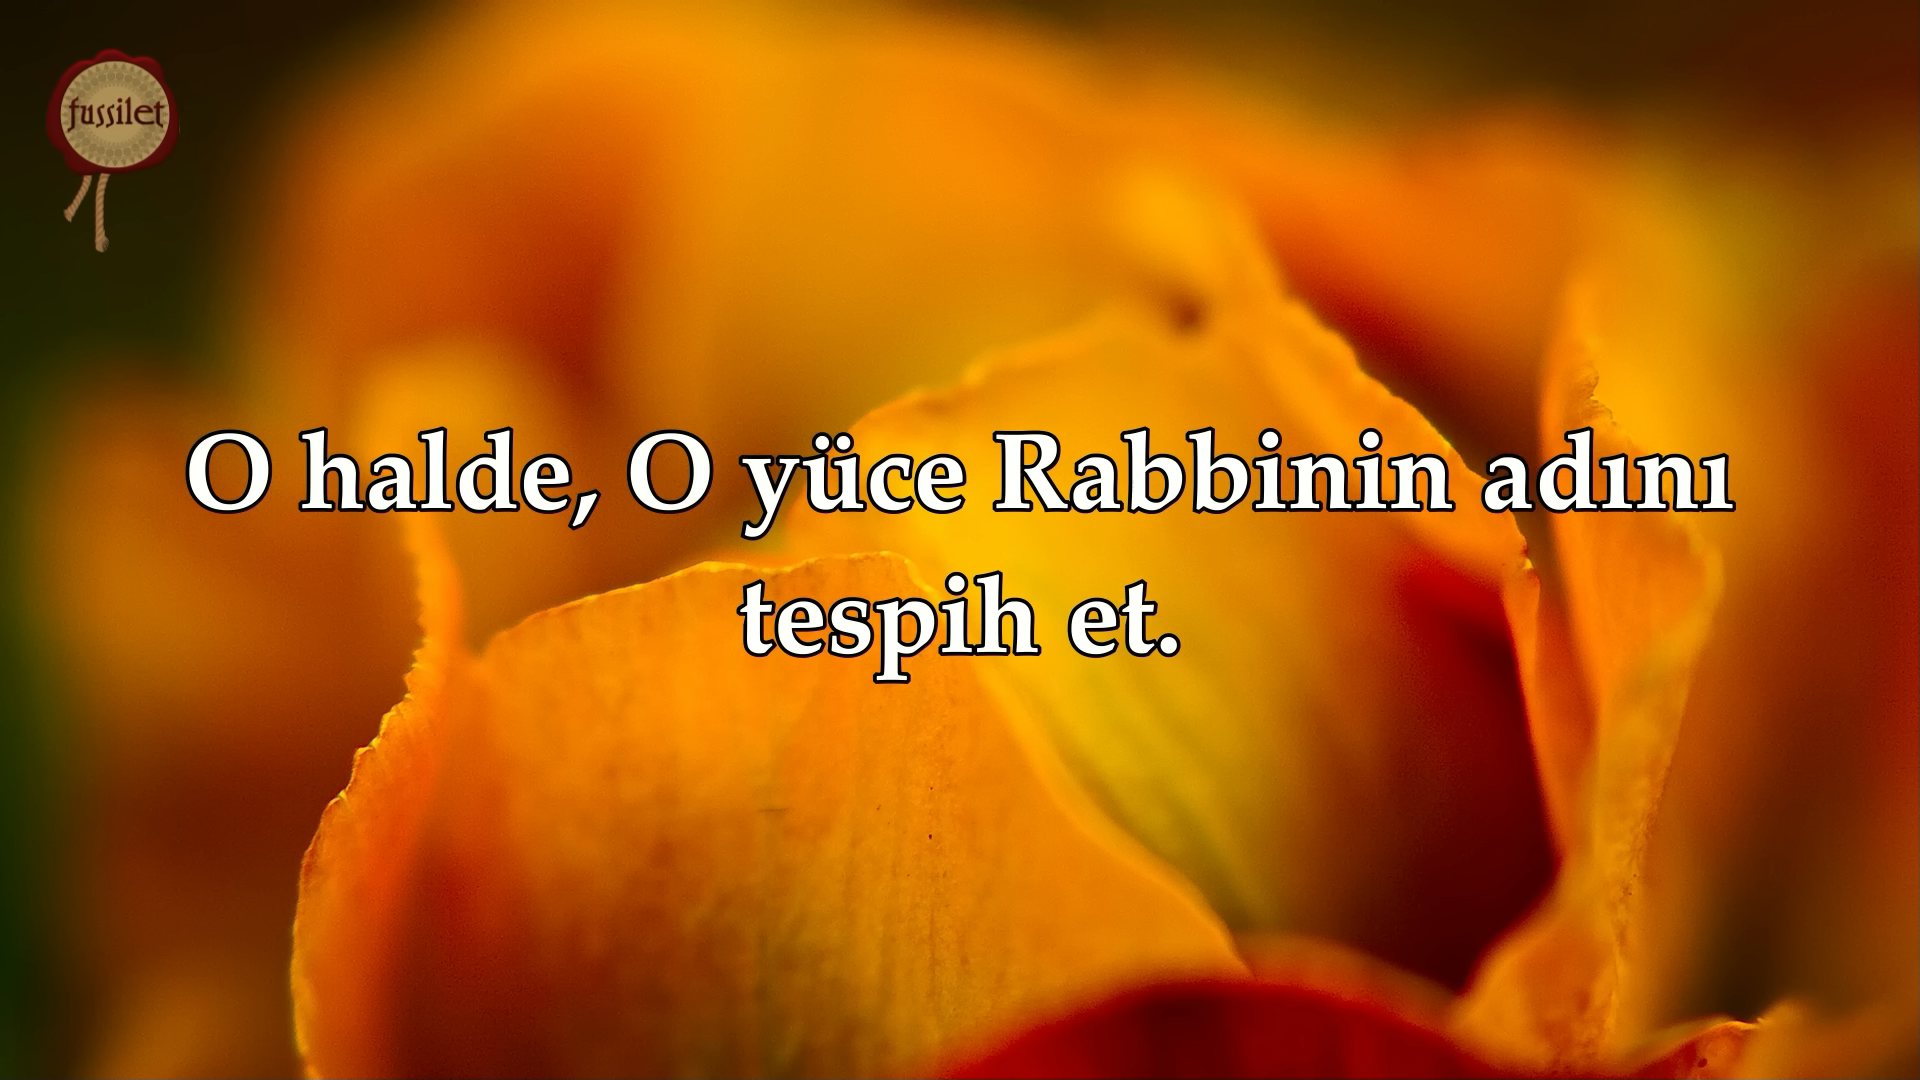 fussilet
O halde, O yüce Rabbinin adını
tespih et.